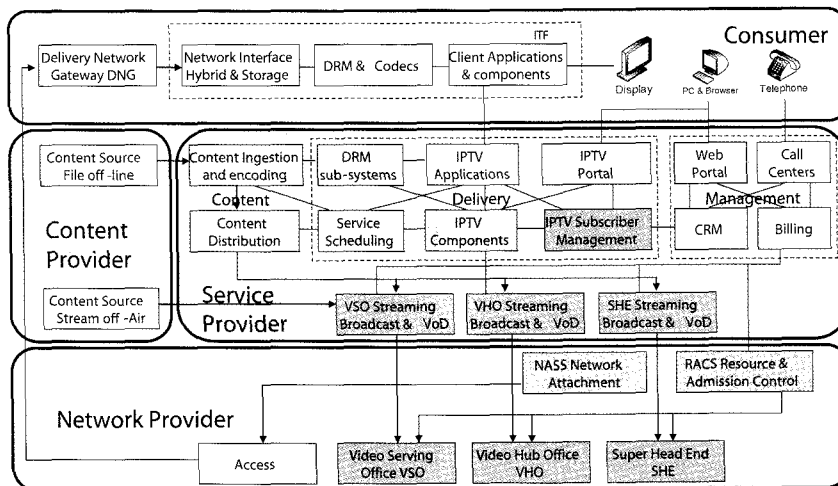 ITF
Consumer
Delivery Network
Gateway DNG
Network Interface
Hybrid & Storage
DRM & Codecs
Client Applications
& components
Display
PC & Browser
Telephone
Content Source
File off -line
Content Provider
Content Source
Stream off -Air
Content Ingestion
and encoding
DRM
sub-systems
IPTV
Applications
IPTV
Portal
Web
Portal
Call
Centers
Content
Delivery
Management
Content
Distribution
Service
Scheduling
IPTV
Components
IPTV Subscriber
Management
CRM
Billing
Service
Provider
VSO Streaming
Broadcast & VoD
VHO Streaming
Broadcast & VoD
SHE Streaming
Broadcast & VoD
NASS Network
Attachment
RACS Resource &
Admission Control
Network Provider
Access
Video Serving
Office VSO
Video Hub Office
VHO
Super Head End
SHE